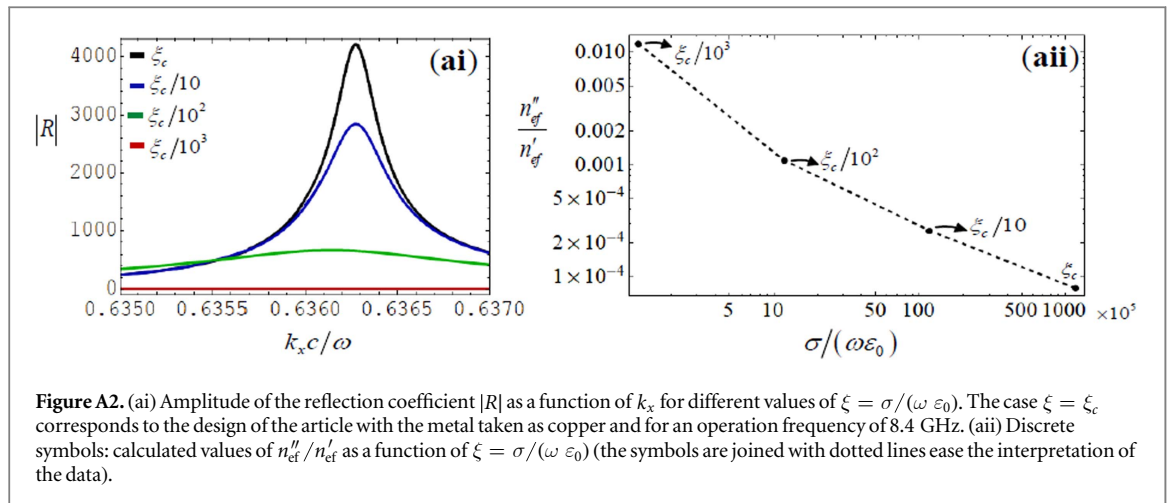 (ai)
4000
3000
2000
1000
0
|R|
ξc
ξc/10
ξc/10²
ξc/10³
0.6350 0.6355 0.6360 0.6365 0.6370
kₓc/ω
(aii)
n″ef
n′ef
0.010
0.005
0.002
0.001
5 × 10⁻⁴
2 × 10⁻⁴
1 × 10⁻⁴
ξc/10³
ξc/10²
ξc/10
ξc
5 10 50 100 500 1000 ×10⁵
σ/(ωε₀)
Figure A2. (ai) Amplitude of the reflection coefficient |R| as a function of kₓ for different values of ξ = σ/(ω ε₀). The case ξ = ξc
corresponds to the design of the article with the metal taken as copper and for an operation frequency of 8.4 GHz. (aii) Discrete
symbols: calculated values of n″ef/n′ef as a function of ξ = σ/(ω ε₀) (the symbols are joined with dotted lines ease the interpretation of
the data).